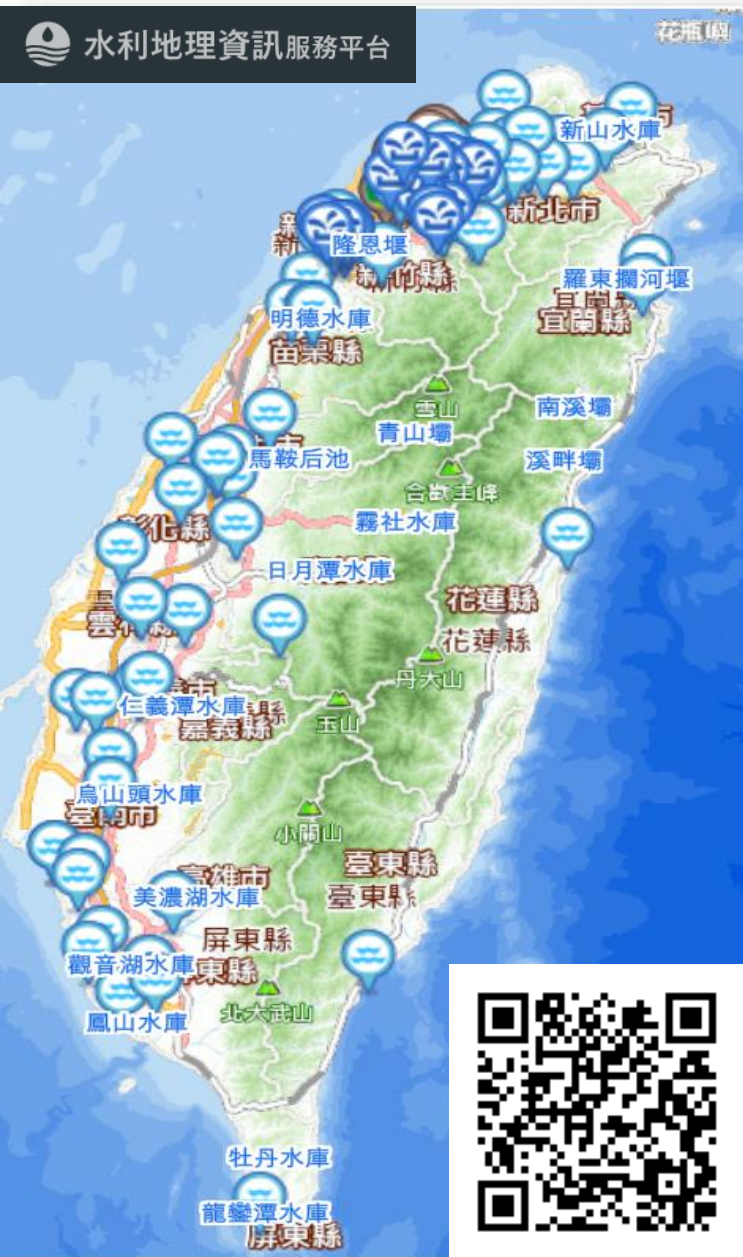 水利地理資訊服務平台
花瓶嶼
新山水庫
新北市
隆恩堰
新竹縣
羅東攔河堰
宜蘭縣
宜蘭縣
明德水庫
苗栗縣
雪山
南溪壩
青山壩
馬鞍后池
溪畔壩
合歡主峰
霧社水庫
彰化縣
日月潭水庫
花蓮縣
雲林縣
花蓮縣
丹大山
仁義潭水庫
玉山
嘉義縣
烏山頭水庫
臺南市
小關山
臺東縣
高雄市
臺東縣
美濃湖水庫
屏東縣
觀音湖水庫
屏東縣
北大武山
鳳山水庫
牡丹水庫
龍鑾潭水庫
屏東縣